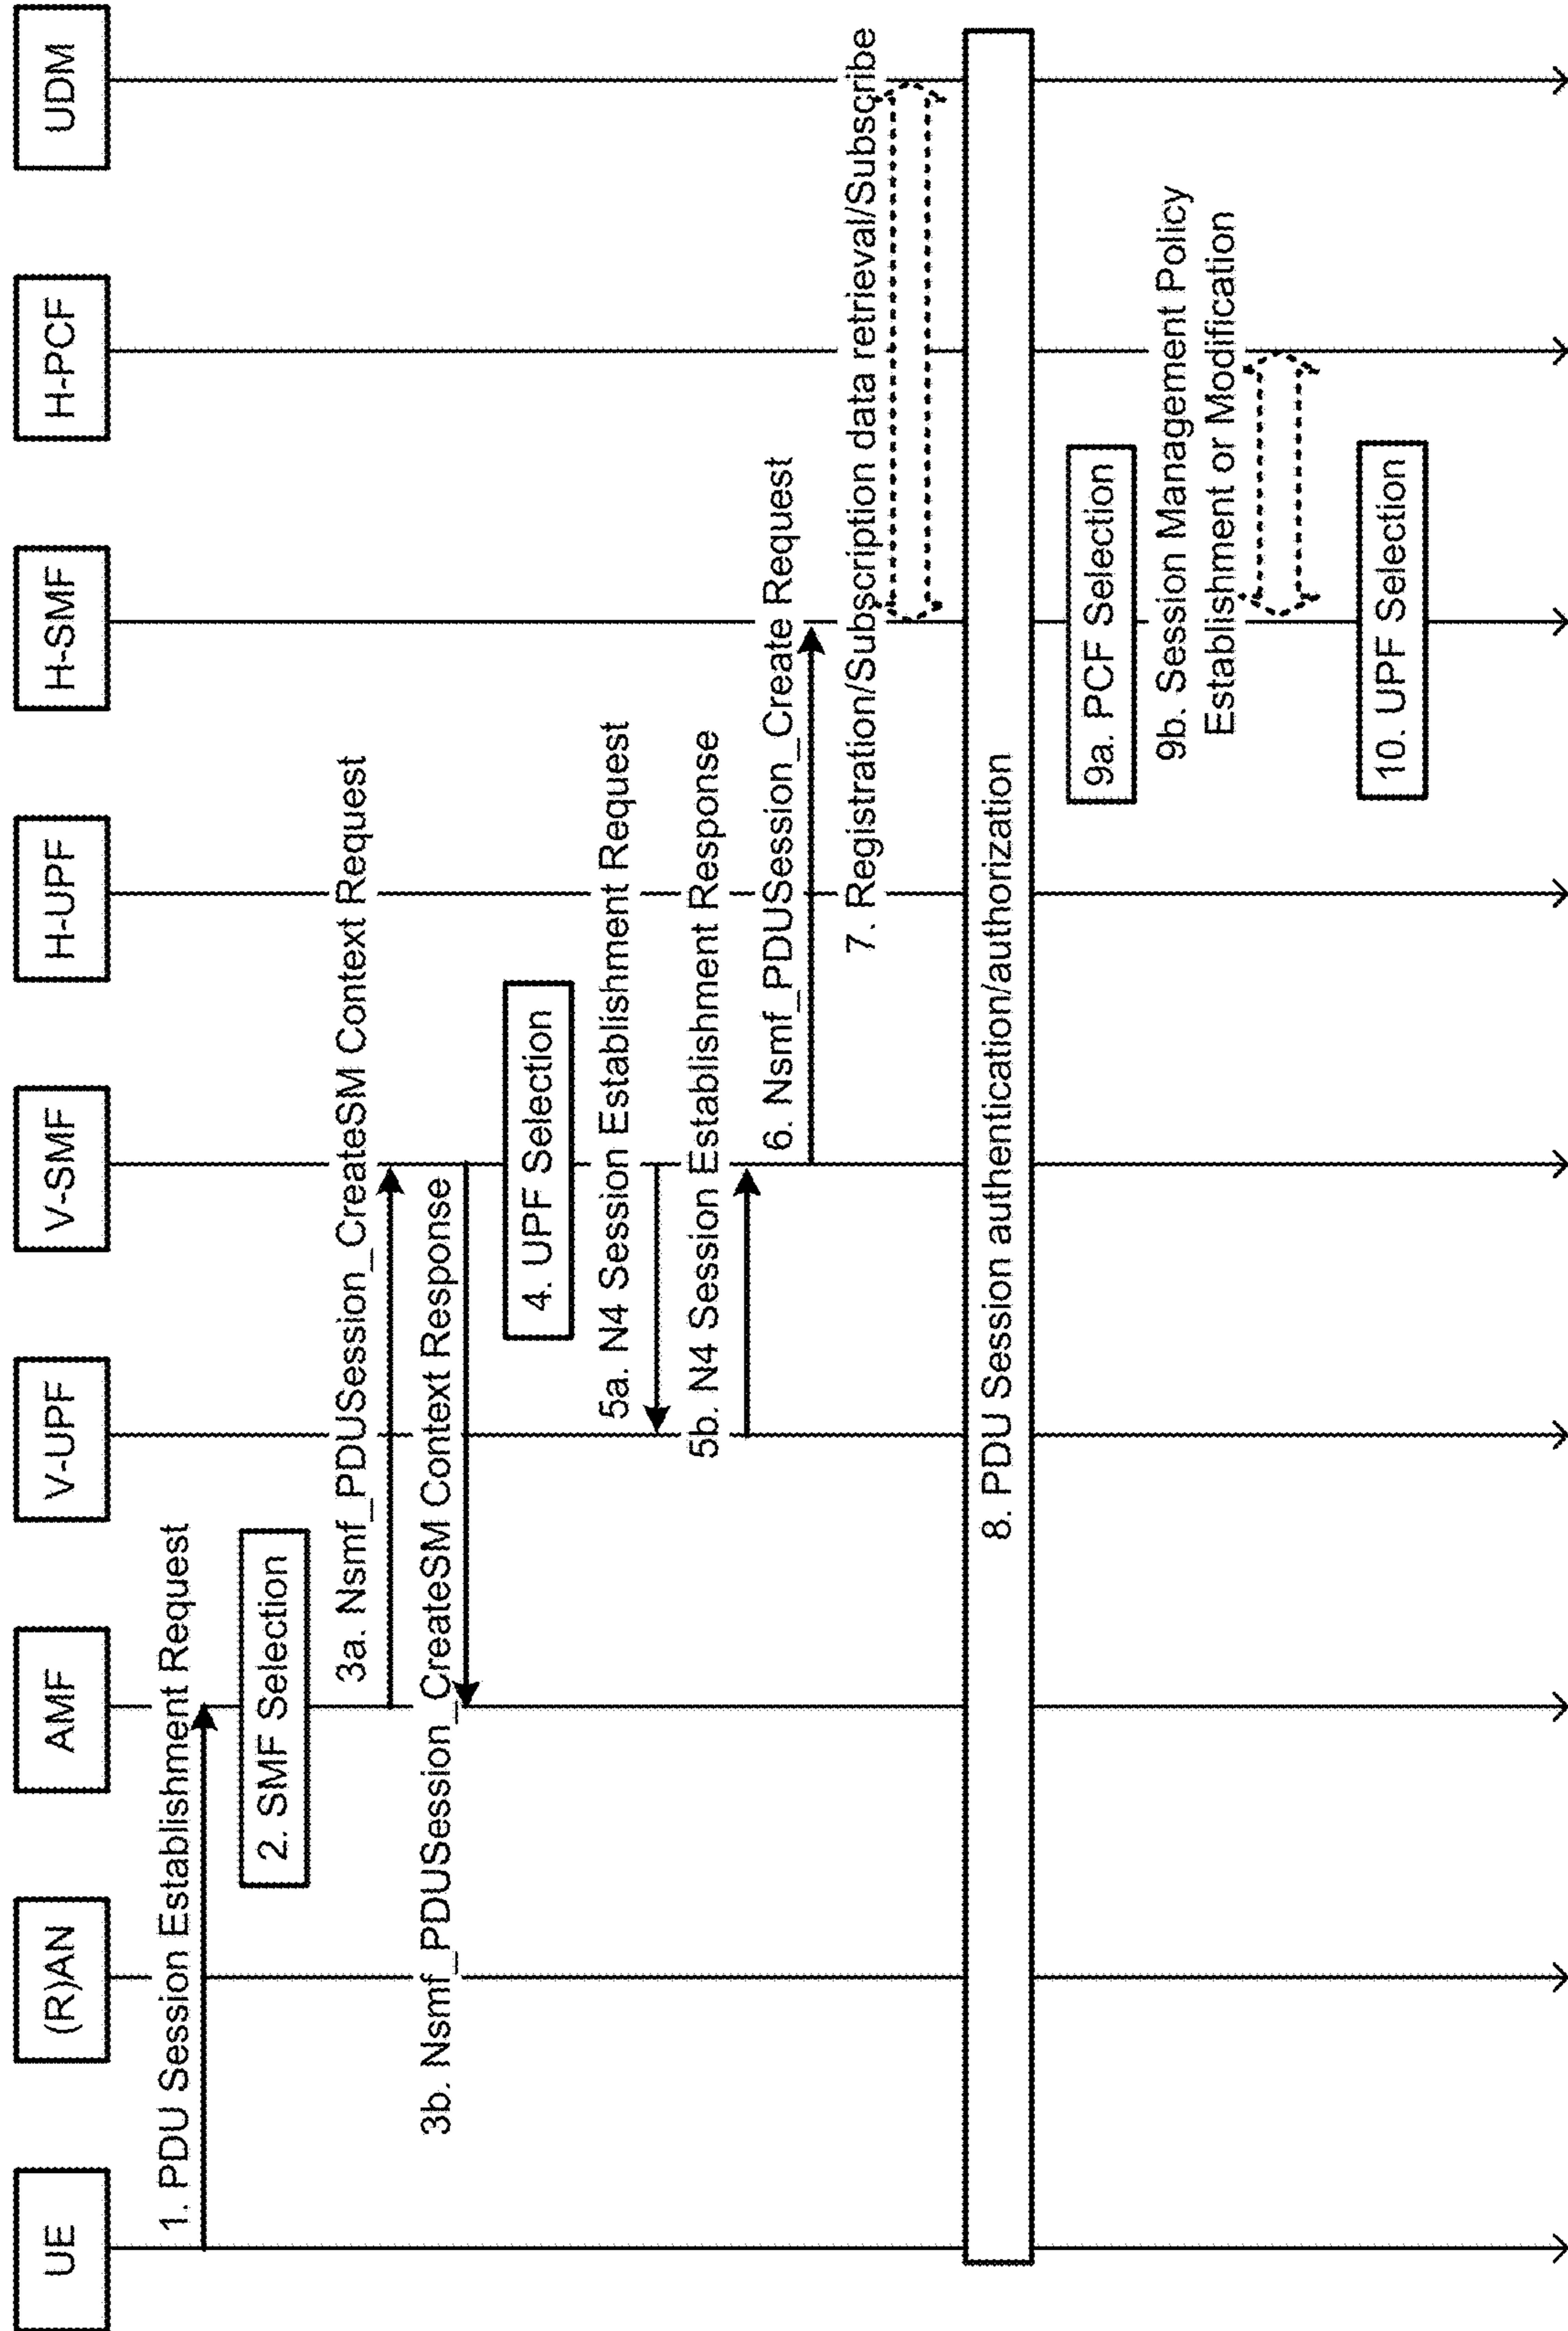 UE
(R)AN
AMF
V-UPF
V-SMF
H-UPF
H-SMF
H-PCF
UDM
1. PDU Session Establishment Request
2. SMF Selection
3a. Nsmf_PDUSession_CreateSM Context Request
3b. Nsmf_PDUSession_CreateSM Context Response
4. UPF Selection
5a. N4 Session Establishment Request
5b. N4 Session Establishment Response
6. Nsmf_PDUSession_Create Request
7. Registration/Subscription data retrieval/Subscribe
8. PDU Session authentication/authorization
9a. PCF Selection
9b. Session Management Policy
Establishment or Modification
10. UPF Selection